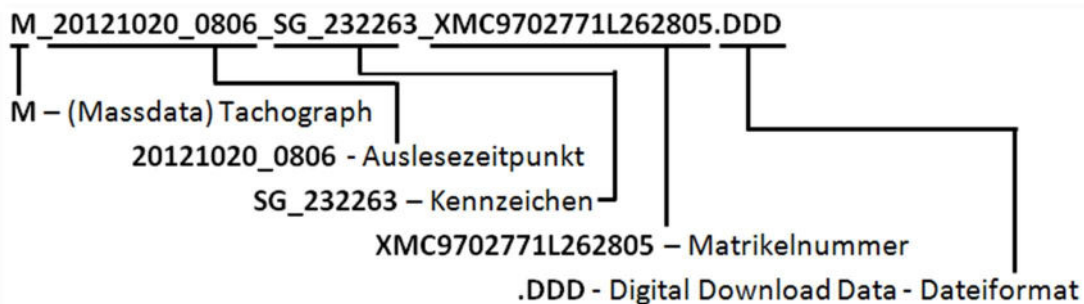 M_20121020_0806_SG_232263_XMC9702771L262805.DDD
M – (Massdata) Tachograph
20121020_0806 - Auslesezeitpunkt
SG_232263 – Kennzeichen
XMC9702771L262805 – Matrikelnummer
.DDD - Digital Download Data - Dateiformat